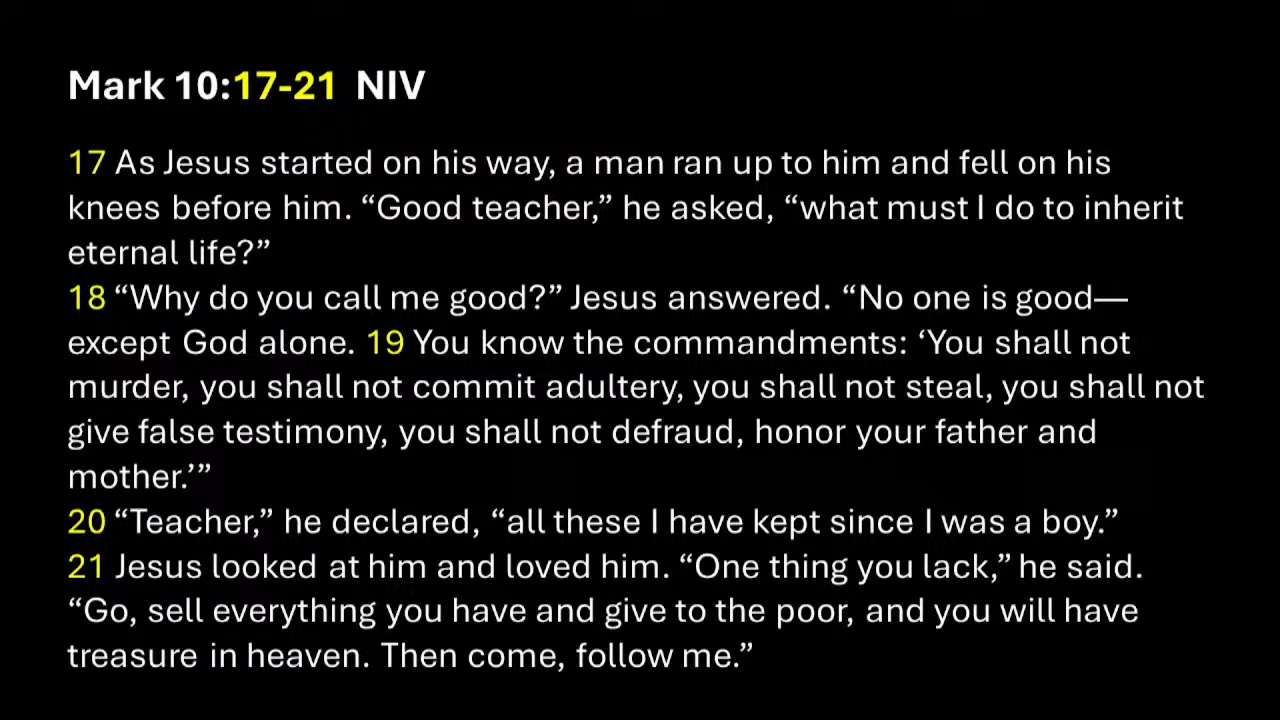 Mark 10:17-21 NIV
17 As Jesus started on his way, a man ran up to him and fell on his
knees before him. “Good teacher,” he asked, “what must I do to inherit
eternal life?”
18 “Why do you call me good?” Jesus answered. “No one is good—
except God alone. 19 You know the commandments: ‘You shall not
murder, you shall not commit adultery, you shall not steal, you shall not
give false testimony, you shall not defraud, honor your father and
mother.’”
20 “Teacher,” he declared, “all these I have kept since I was a boy.”
21 Jesus looked at him and loved him. “One thing you lack,” he said.
“Go, sell everything you have and give to the poor, and you will have
treasure in heaven. Then come, follow me.”